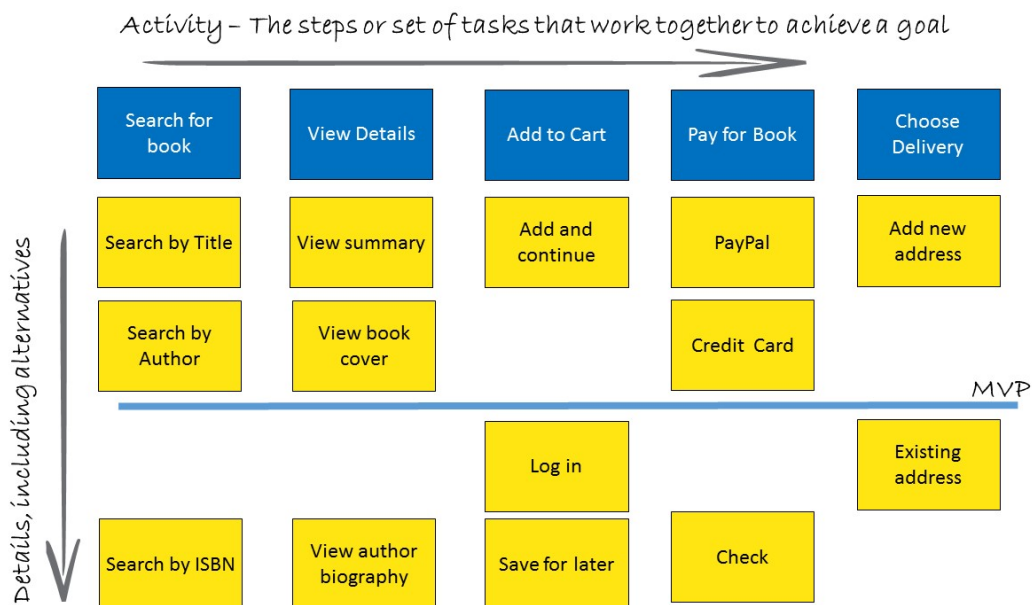 Activity – The steps or set of tasks that work together to achieve a goal
Search for
book
View Details
Add to Cart
Pay for Book
Choose
Delivery
Details, including alternatives
Search by Title
View summary
Add and
continue
PayPal
Add new
address
Search by
Author
View book
cover
Credit Card
MVP
Log in
Existing
address
Search by ISBN
View author
biography
Save for later
Check